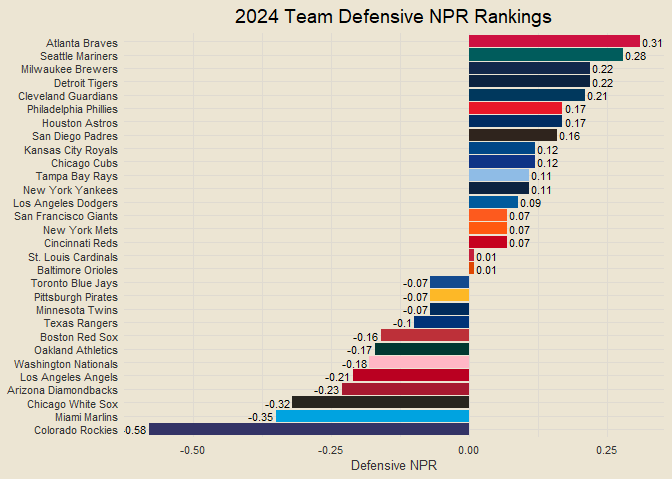 2024 Team Defensive NPR Rankings
Atlanta Braves 0.31
Seattle Mariners 0.28
Milwaukee Brewers 0.22
Detroit Tigers 0.22
Cleveland Guardians 0.21
Philadelphia Phillies 0.17
Houston Astros 0.17
San Diego Padres 0.16
Kansas City Royals 0.12
Chicago Cubs 0.12
Tampa Bay Rays 0.11
New York Yankees 0.11
Los Angeles Dodgers 0.09
San Francisco Giants 0.07
New York Mets 0.07
Cincinnati Reds 0.07
St. Louis Cardinals 0.01
Baltimore Orioles 0.01
Toronto Blue Jays -0.07
Pittsburgh Pirates -0.07
Minnesota Twins -0.07
Texas Rangers -0.1
Boston Red Sox -0.16
Oakland Athletics -0.17
Washington Nationals -0.18
Los Angeles Angels -0.21
Arizona Diamondbacks -0.23
Chicago White Sox -0.32
Miami Marlins -0.35
Colorado Rockies -0.58
-0.50 -0.25 0.00 0.25
Defensive NPR